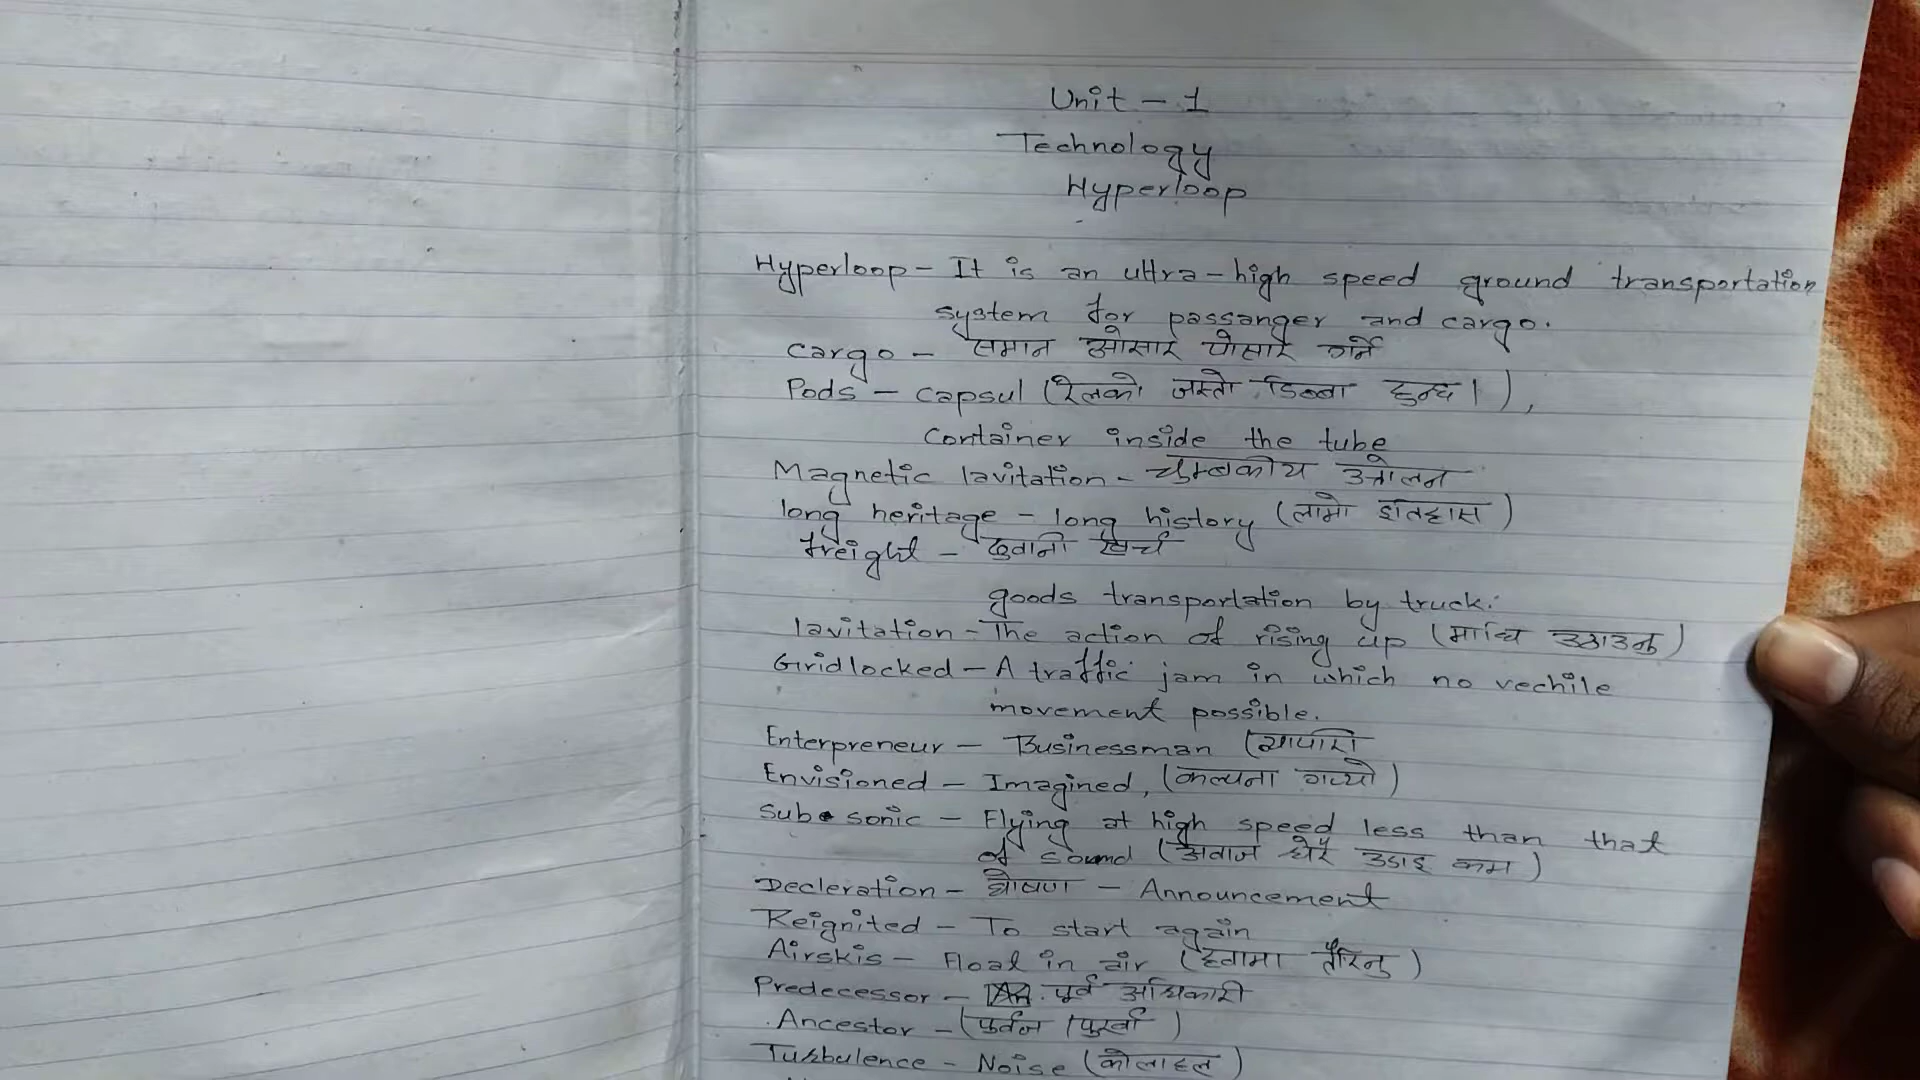 Unit - 1
Technology
Hyperloop
Hyperloop - It is an ultra-high speed ground transportation
system for passanger and cargo.
cargo - समान ओसार पोसार गर्ने
Pods - capsul (रेलको जस्तो डिब्बा हुन्छ।),
container inside the tube
Magnetic lavitation - चुम्बकीय उत्तोलन
long heritage - long history (लामो इतिहास)
freight - ढुवानी खर्च
goods transportation by truck.
lavitation - The action of rising up (माथि उठाउनु)
Gridlocked - A traffic jam in which no vechile
movement possible.
Enterpreneur - Businessman (ब्यापारी
Envisioned - Imagined, (कल्पना गर्यो)
Sub sonic - Flying at high speed less than that
of sound (अवाज धेरै उडाइ कम)
Decleration - घोषणा - Announcement
Reignited - To start again
Airskis - Float in air (हवामा तैरिनु)
Predecessor - पूर्व अधिकारी
Ancestor - (पुर्वज / पुर्खा)
Turbulence - Noise (कोलाहल)